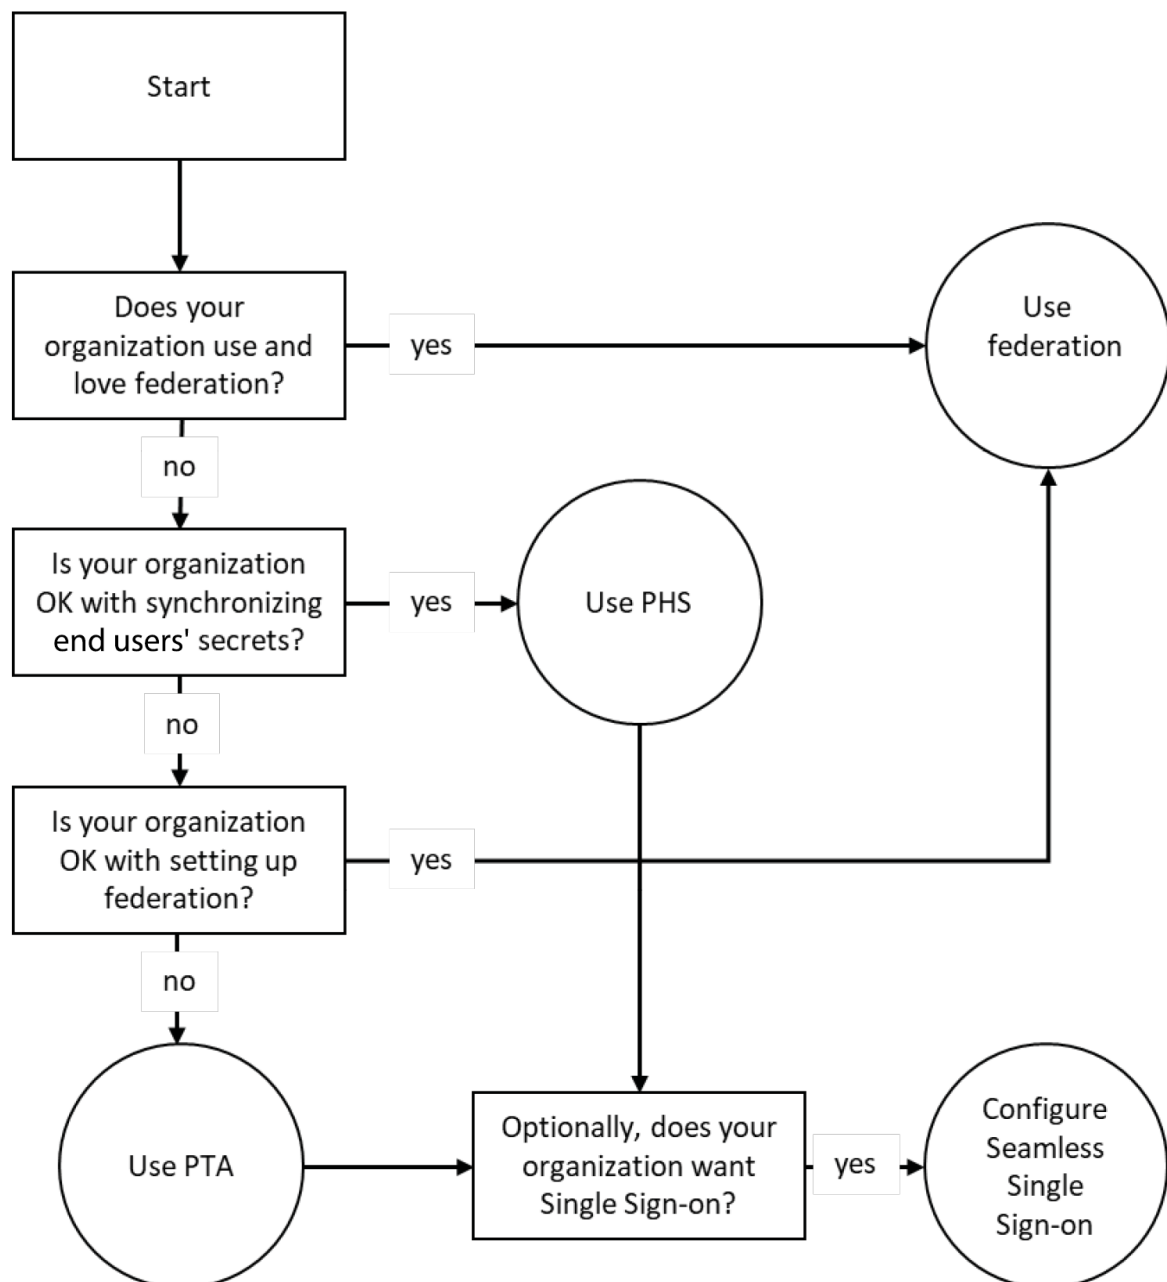 Start
Does your
organization use and
love federation?
yes
Use
federation
no
Is your organization
OK with synchronizing
end users' secrets?
yes
Use PHS
no
Is your organization
OK with setting up
federation?
yes
no
Use PTA
Optionally, does your
organization want
Single Sign-on?
yes
Configure
Seamless
Single
Sign-on